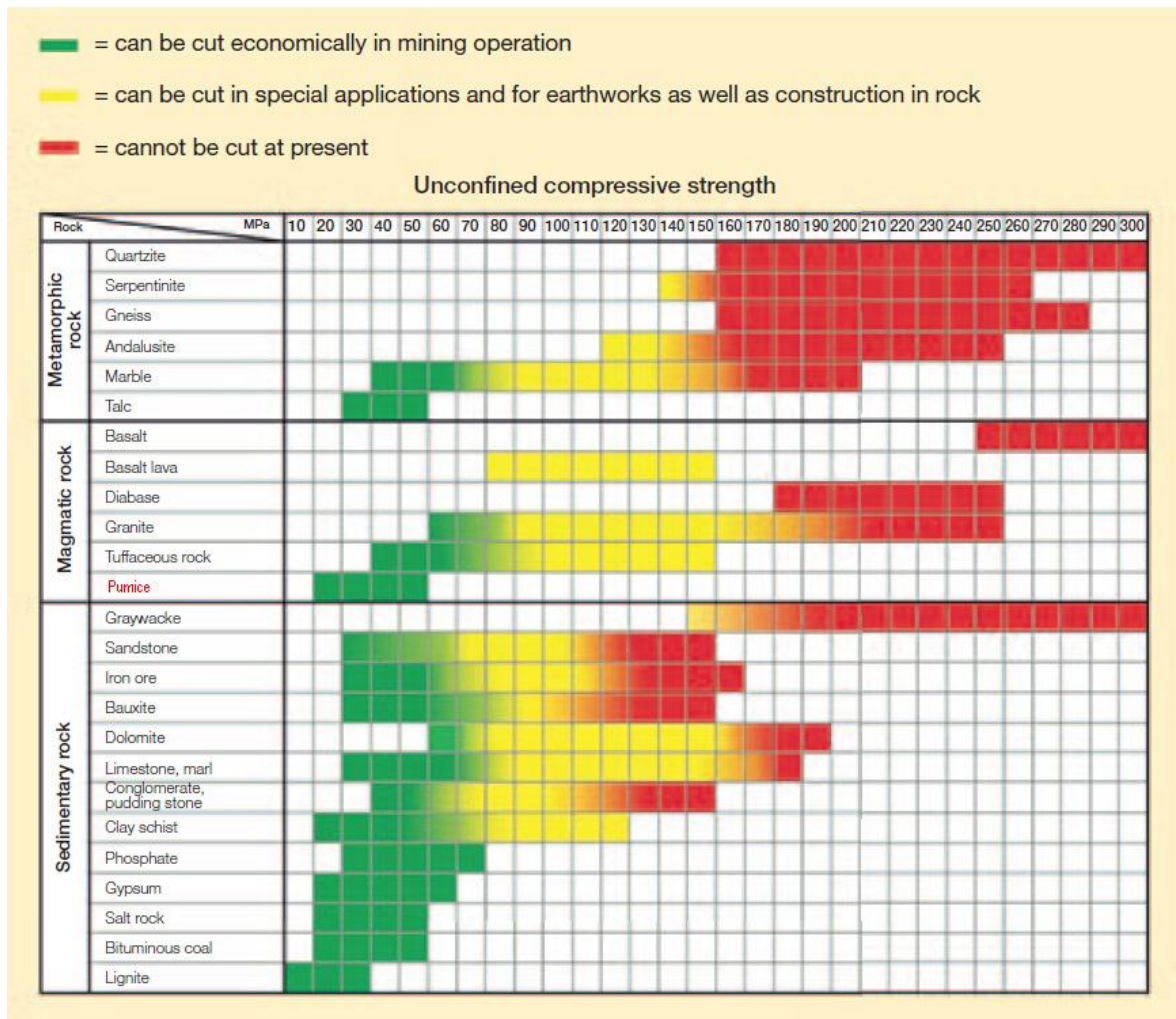 = can be cut economically in mining operation
= can be cut in special applications and for earthworks as well as construction in rock
= cannot be cut at present
Unconfined compressive strength
Rock MPa 10 20 30 40 50 60 70 80 90 100 110 120 130 140 150 160 170 180 190 200 210 220 230 240 250 260 270 280 290 300
Metamorphic rock
Quartzite
Serpentinite
Gneiss
Andalusite
Marble
Talc
Magmatic rock
Basalt
Basalt lava
Diabase
Granite
Tuffaceous rock
Pumice
Sedimentary rock
Graywacke
Sandstone
Iron ore
Bauxite
Dolomite
Limestone, marl
Conglomerate,
pudding stone
Clay schist
Phosphate
Gypsum
Salt rock
Bituminous coal
Lignite